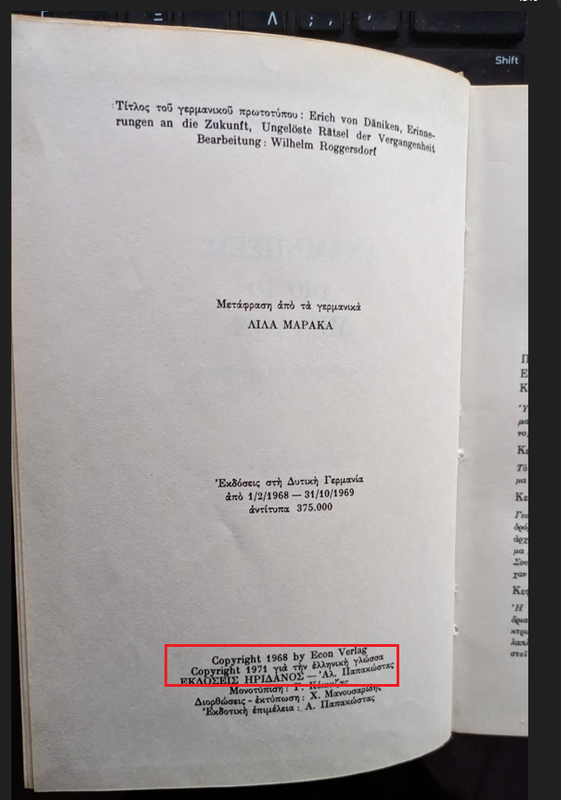 Shift
Τίτλος τοῦ γερμανικοῦ πρωτοτύπου : Erich von Däniken, Erinne-
rungen an die Zukunft, Ungelöste Rätsel der Vergangenheit
Bearbeitung : Wilhelm Roggersdorf
Μετάφραση ἀπὸ τὰ γερμανικὰ
ΛΙΛΑ ΜΑΡΑΚΑ
Ἐκδόσεις στὴ Δυτικὴ Γερμανία
ἀπὸ 1/2/1968 — 31/10/1969
ἀντίτυπα 375.000
Copyright 1968 by Econ Verlag
Copyright 1971 γιὰ τὴν ἑλληνικὴ γλώσσα
ΕΚΔΟΣΕΙΣ ΗΡΙΔΑΝΟΣ — Ἀλ. Παπακώστας
Μονοτύπιση : Γ.
Διορθώσεις - ἐκτύπωση : Χ. Μανουσαρίδης
Ἐκδοτικὴ ἐπιμέλεια : Α. Παπακώστας